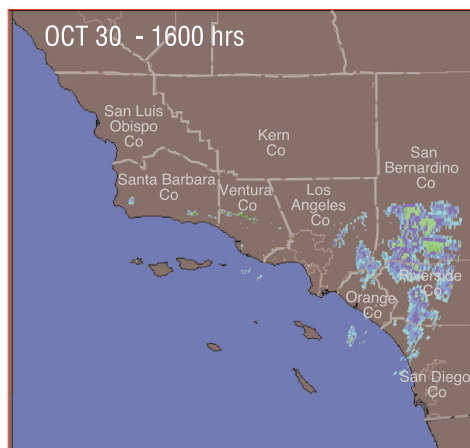 OCT 30 - 1600 hrs
San Luis
Obispo
Co
Kern
Co
San
Bernardino
Co
Santa Barbara
Co
Ventura
Co
Los
Angeles
Co
Riverside
Co
Orange
Co
San Diego
Co